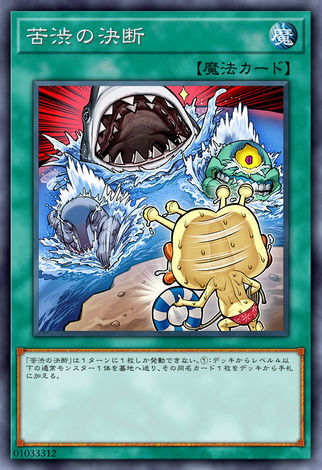 苦渋の決断
魔
【魔法カード】
「苦渋の決断」は1ターンに1枚しか発動できない。①:デッキからレベル4以
下の通常モンスター1体を墓地へ送り、その同名カード1枚をデッキから手札
に加える。
01033312